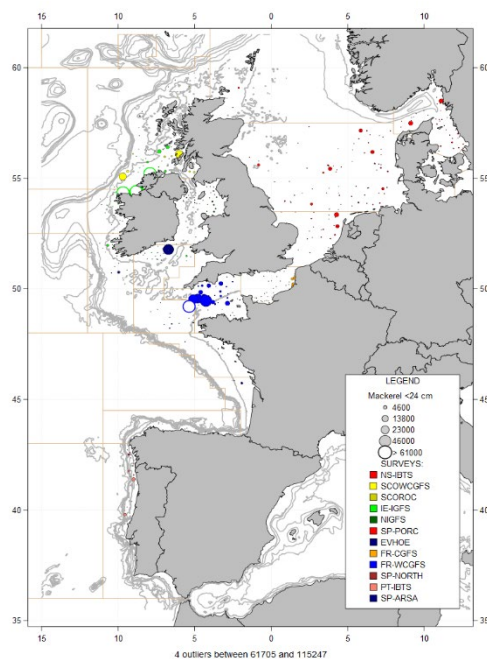 15 10 5 0 5 10
60 60
55 55
50 50
45 45
40 40
35 35
LEGEND
Mackerel <24 cm
4600
13800
23000
46000
> 61000
SURVEYS:
NS-IBTS
SCOWCGFS
SCOROC
IE-IGFS
NIGFS
SP-PORC
EVHOE
FR-CGFS
FR-WCGFS
SP-NORTH
PT-IBTS
SP-ARSA
15 10 5 0 5 10
4 outliers between 61705 and 115247